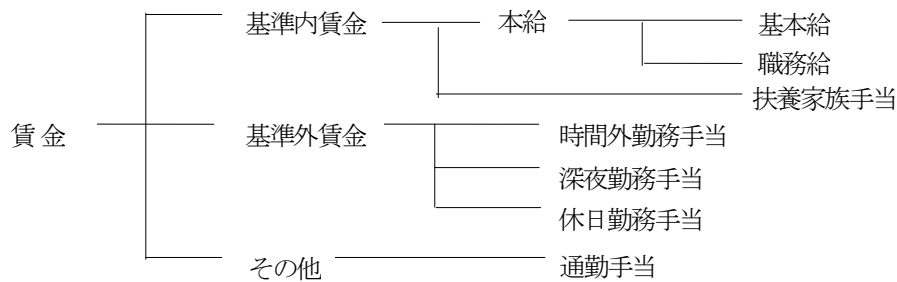 基準内賃金 本給 基本給
職務給
扶養家族手当
賃金 基準外賃金 時間外勤務手当
深夜勤務手当
休日勤務手当
その他 通勤手当